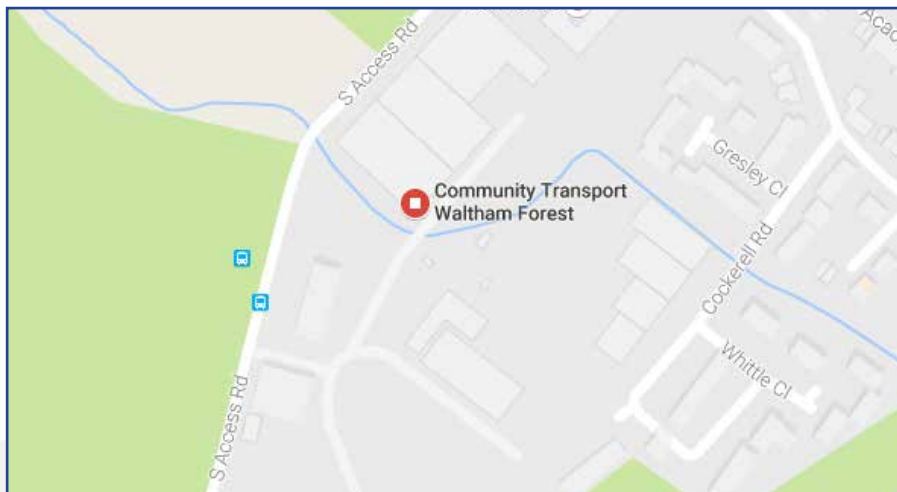 S Access Rd
Gresley Cl
Community Transport
Waltham Forest
Cockerell Rd
Whittle Cl
S Access Rd